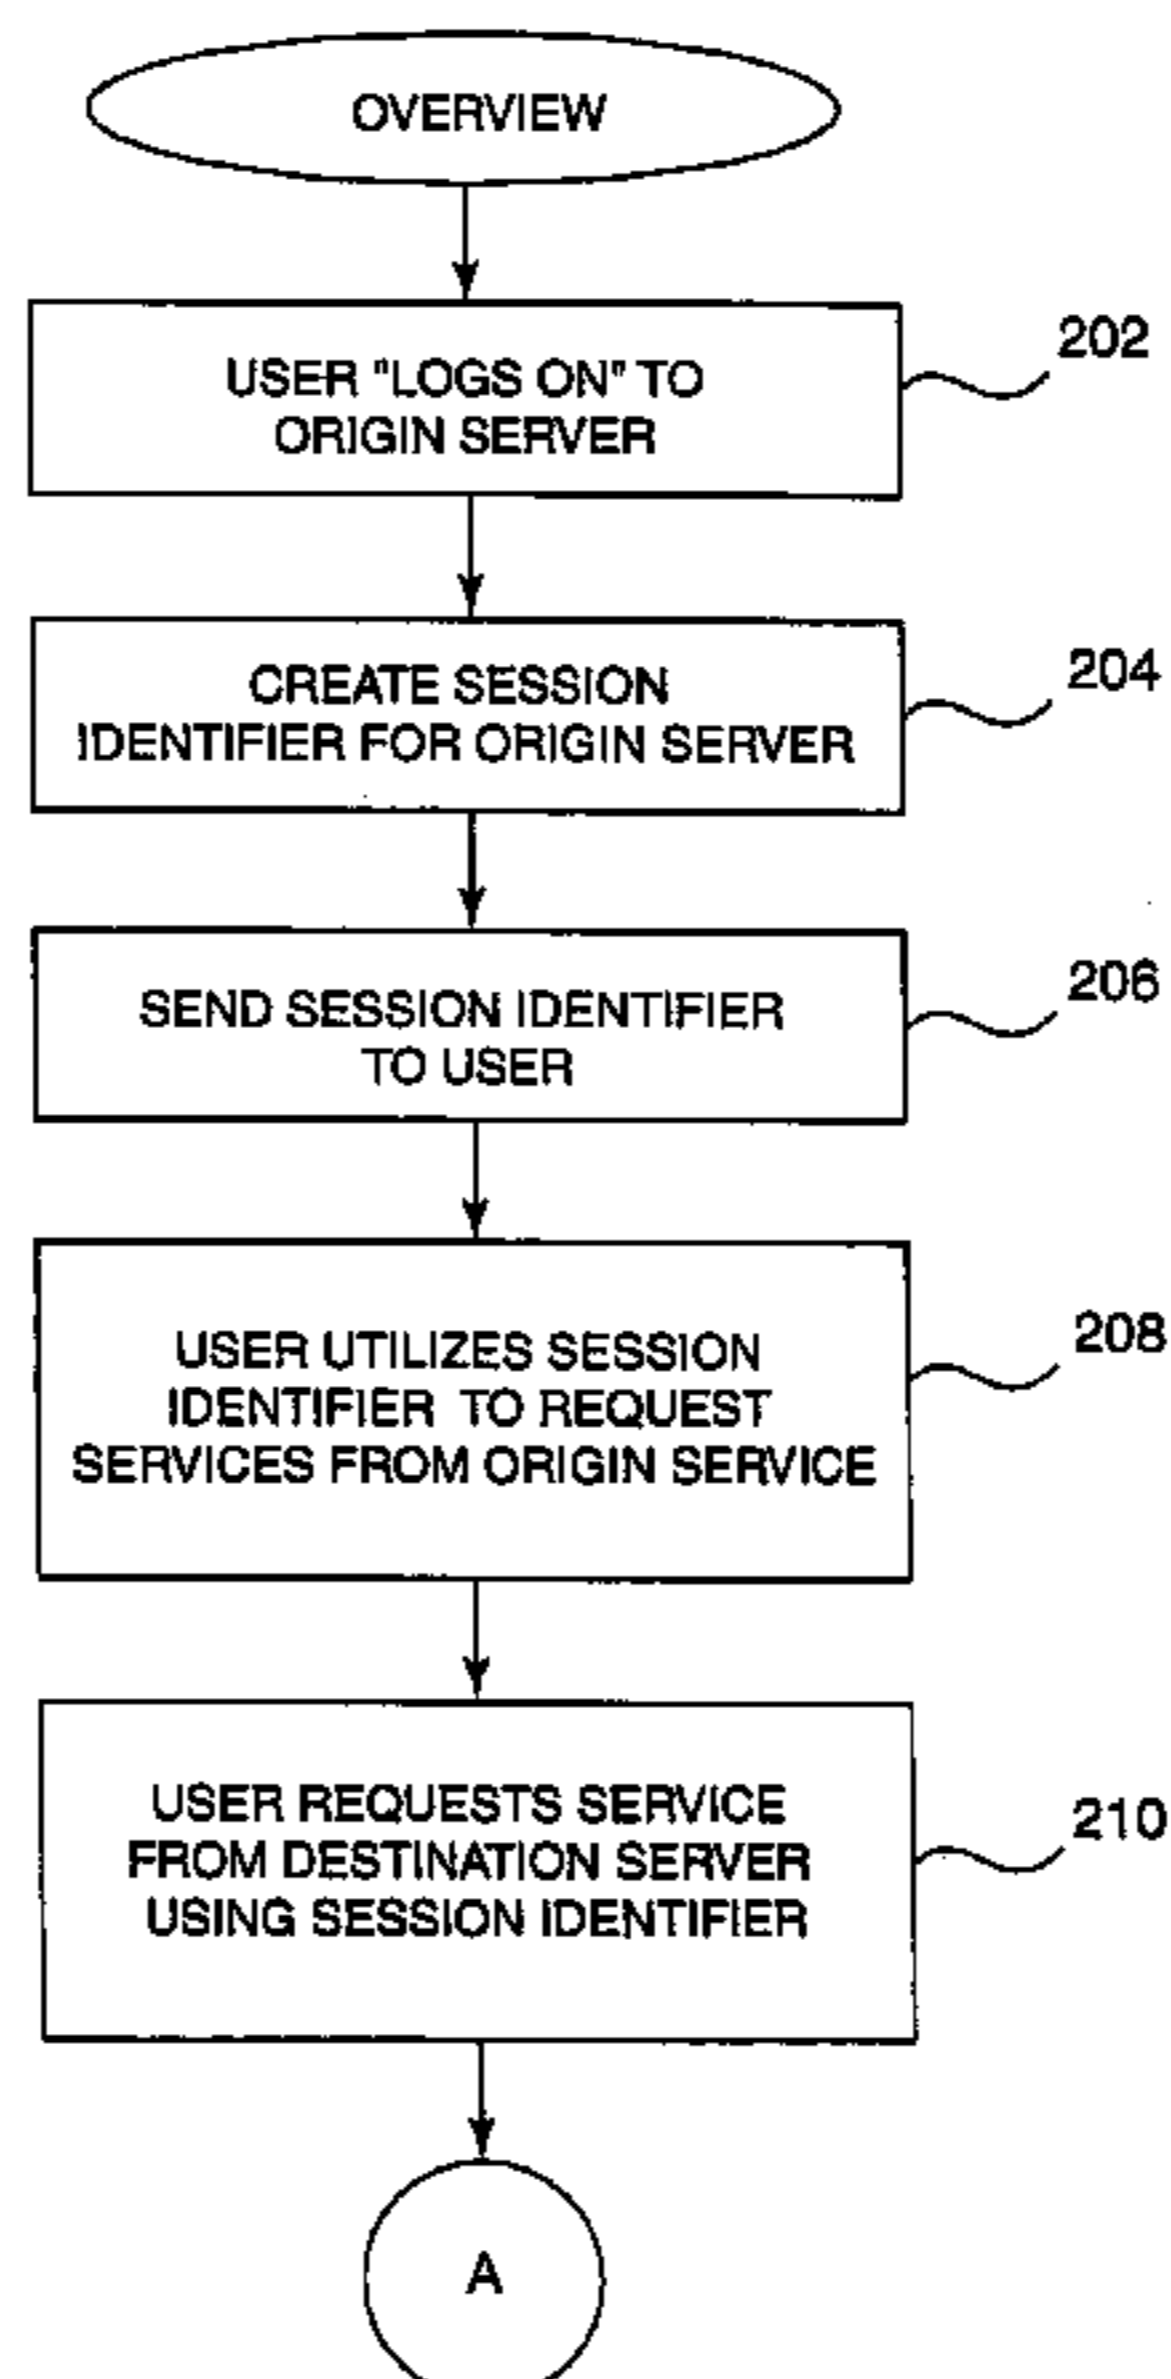 OVERVIEW
USER "LOGS ON" TO
ORIGIN SERVER
202
CREATE SESSION
IDENTIFIER FOR ORIGIN SERVER
204
SEND SESSION IDENTIFIER
TO USER
206
USER UTILIZES SESSION
IDENTIFIER TO REQUEST
SERVICES FROM ORIGIN SERVICE
208
USER REQUESTS SERVICE
FROM DESTINATION SERVER
USING SESSION IDENTIFIER
210
A